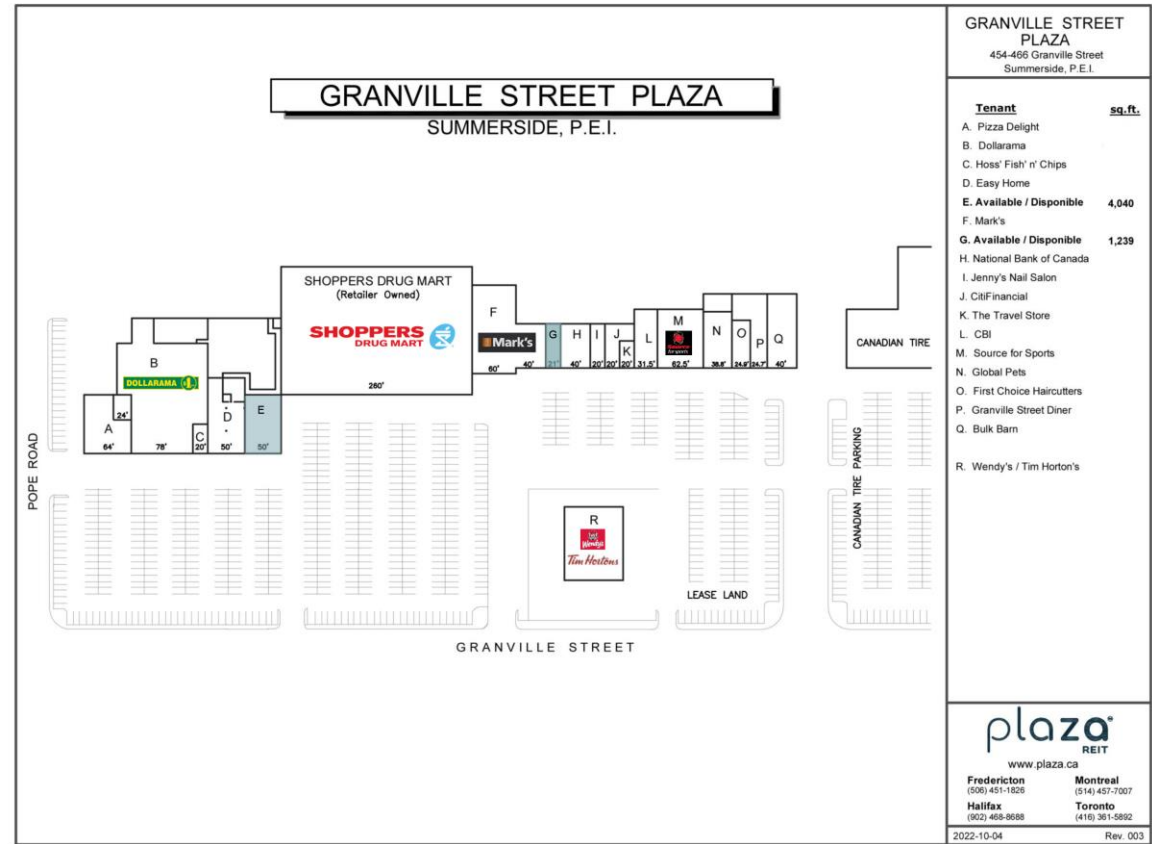 GRANVILLE STREET PLAZA
SUMMERSIDE, P.E.I.
SHOPPERS DRUG MART
(Retailer Owned)
SHOPPERS
DRUG MART
260'
F
Mark's
60'
40'
G
21'
H
40'
I
20'
J
20'
K
20'
L
31.5'
M
62.5'
N
38.8'
O
24.9'
P
24.7'
Q
40'
CANADIAN TIRE
B
DOLLARAMA
24'
A
64'
78'
C
20'
D
50'
E
50'
POPE ROAD
CANADIAN TIRE PARKING
R
Wendy's
Tim Hortons
LEASE LAND
GRANVILLE STREET
GRANVILLE STREET
PLAZA
454-466 Granville Street
Summerside, P.E.I.
Tenant sq.ft.
A. Pizza Delight
B. Dollarama
C. Hoss' Fish' n' Chips
D. Easy Home
E. Available / Disponible 4,040
F. Mark's
G. Available / Disponible 1,239
H. National Bank of Canada
I. Jenny's Nail Salon
J. CitiFinancial
K. The Travel Store
L. CBI
M. Source for Sports
N. Global Pets
O. First Choice Haircutters
P. Granville Street Diner
Q. Bulk Barn
R. Wendy's / Tim Horton's
plaza
REIT
www.plaza.ca
Fredericton Montreal
(506) 451-1826 (514) 457-7007
Halifax Toronto
(902) 468-8688 (416) 361-5892
2022-10-04 Rev. 003